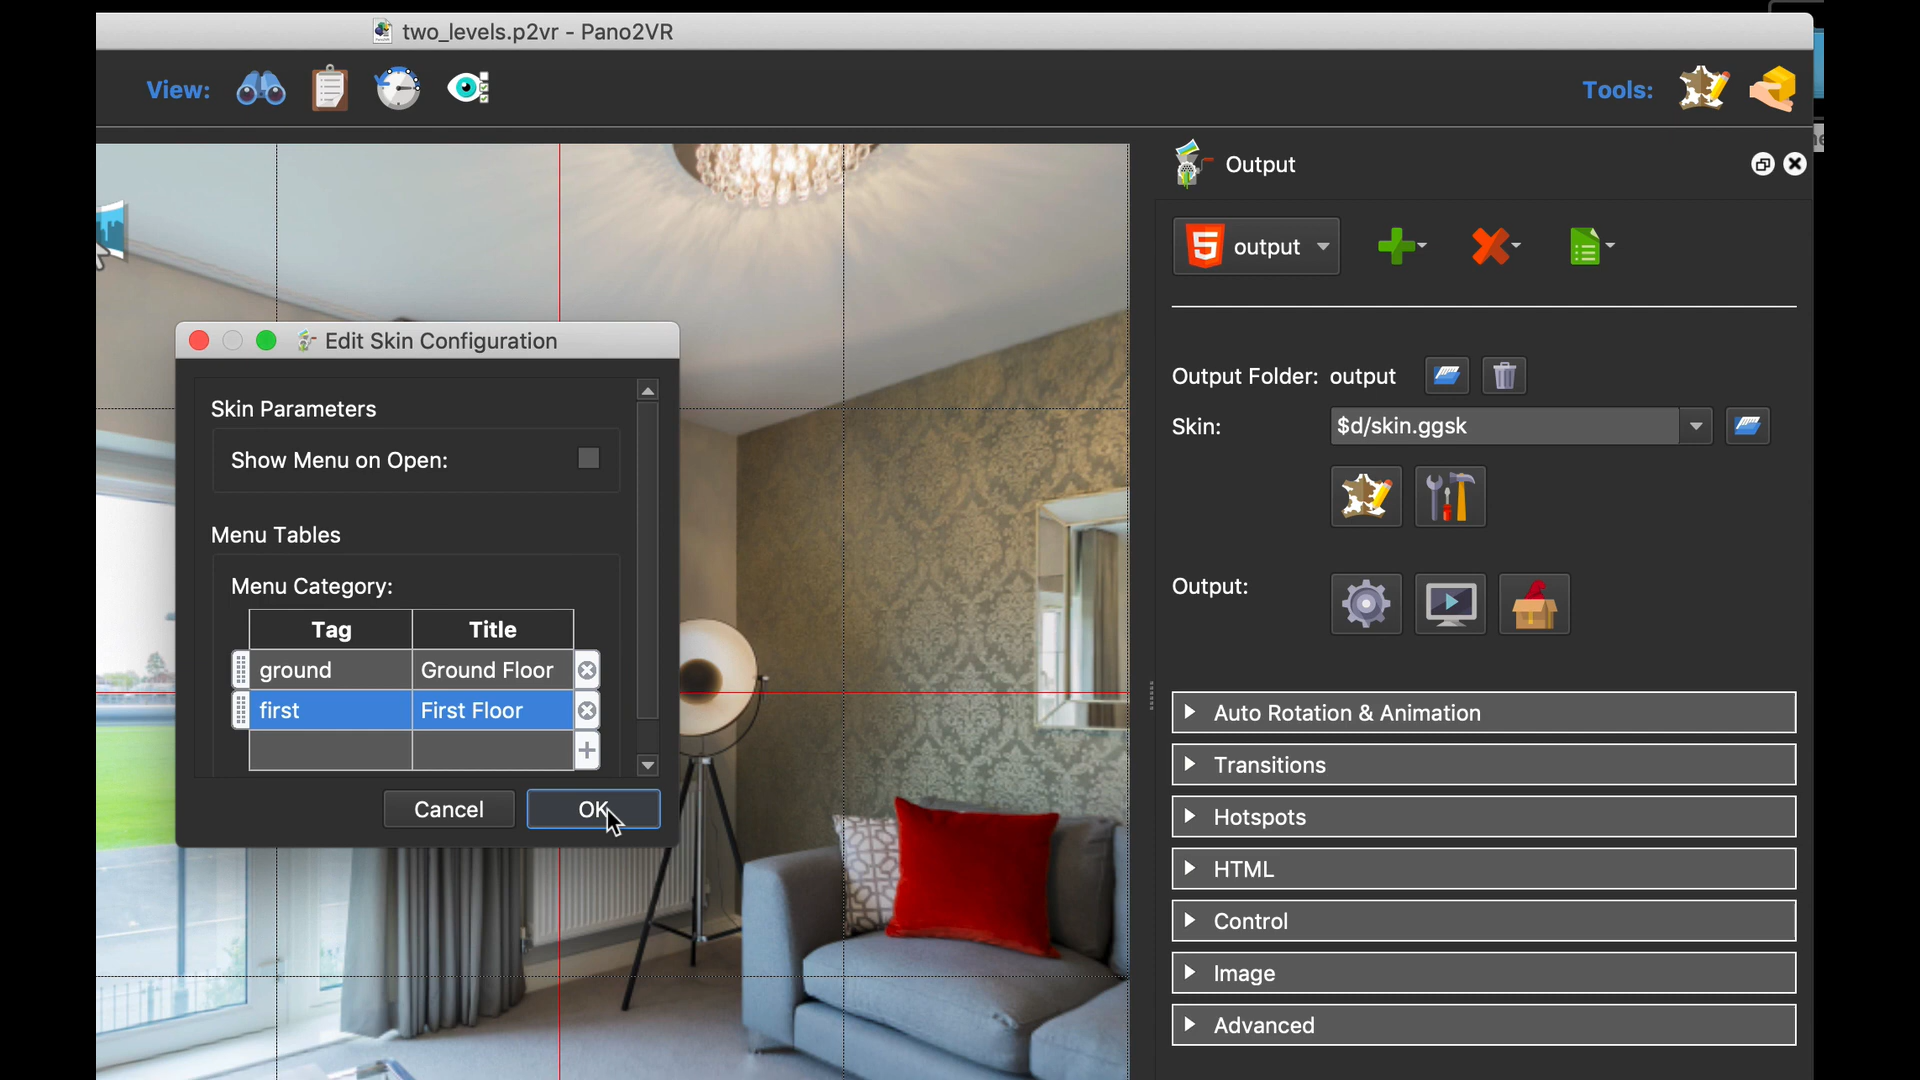 two_levels.p2vr - Pano2VR
View:
Tools:
Output
output
Output Folder: output
Skin:
$d/skin.ggsk
Output:
Auto Rotation & Animation
Transitions
Hotspots
HTML
Control
Image
Advanced
Edit Skin Configuration
Skin Parameters
Show Menu on Open:
Menu Tables
Menu Category:
Tag Title
ground Ground Floor
first First Floor
Cancel OK